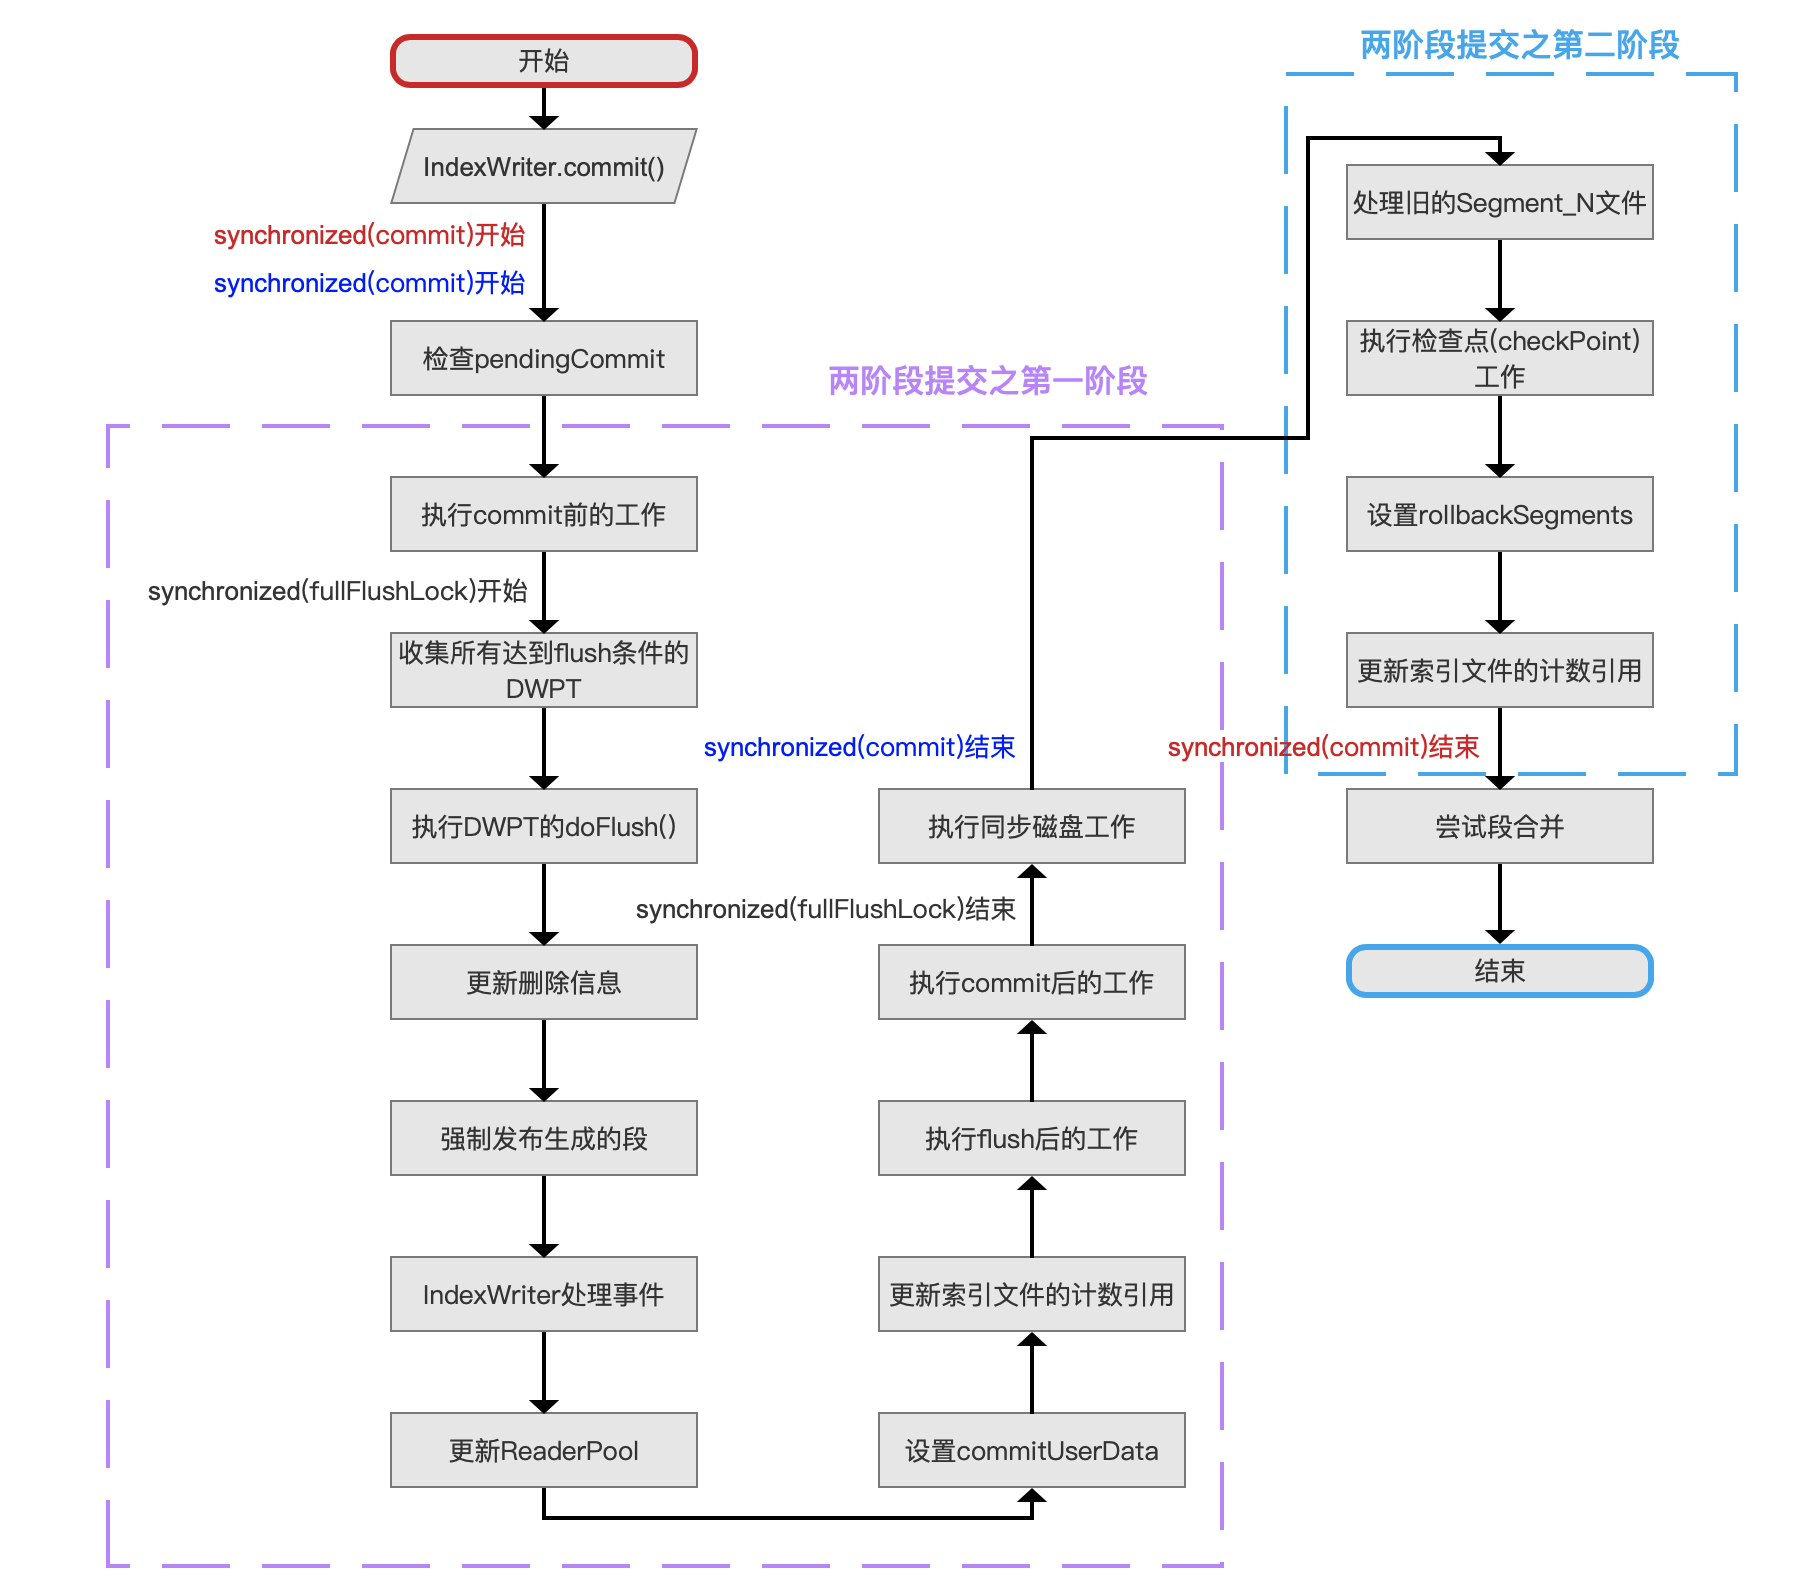 开始
IndexWriter.commit()
synchronized(commit)开始
synchronized(commit)开始
检查pendingCommit
两阶段提交之第一阶段
执行commit前的工作
synchronized(fullFlushLock)开始
收集所有达到flush条件的
DWPT
执行DWPT的doFlush()
更新删除信息
强制发布生成的段
IndexWriter处理事件
更新ReaderPool
设置commitUserData
更新索引文件的计数引用
执行flush后的工作
执行commit后的工作
synchronized(fullFlushLock)结束
执行同步磁盘工作
synchronized(commit)结束
两阶段提交之第二阶段
处理旧的Segment_N文件
执行检查点(checkPoint)
工作
设置rollbackSegments
更新索引文件的计数引用
synchronized(commit)结束
尝试段合并
结束